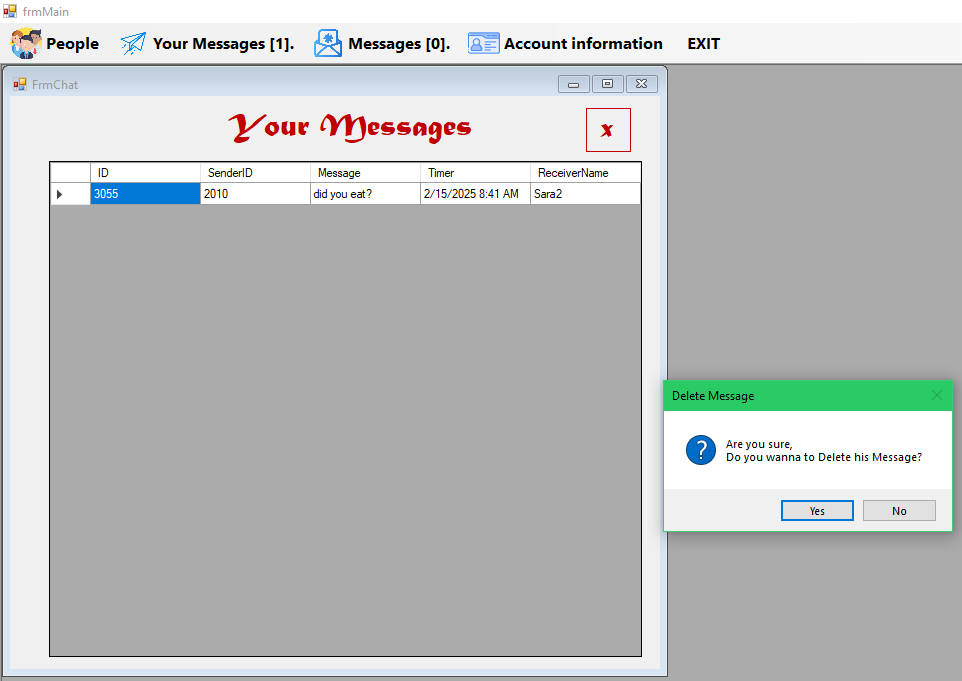 frmMain
People Your Messages [1]. Messages [0]. Account information EXIT
FrmChat
Your Messages
x
ID SenderID Message Timer ReceiverName
3055 2010 did you eat? 2/15/2025 8:41 AM Sara2
Delete Message
?
Are you sure,
Do you wanna to Delete his Message?
Yes No